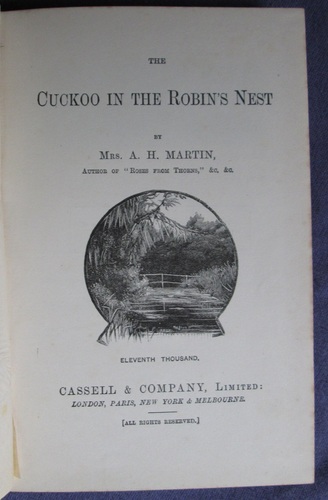 THE
CUCKOO IN THE ROBIN'S NEST
BY
MRS. A. H. MARTIN,
AUTHOR OF "ROSES FROM THORNS," &C. &C.
ELEVENTH THOUSAND.
CASSELL & COMPANY, LIMITED:
LONDON, PARIS, NEW YORK & MELBOURNE.
[ALL RIGHTS RESERVED.]